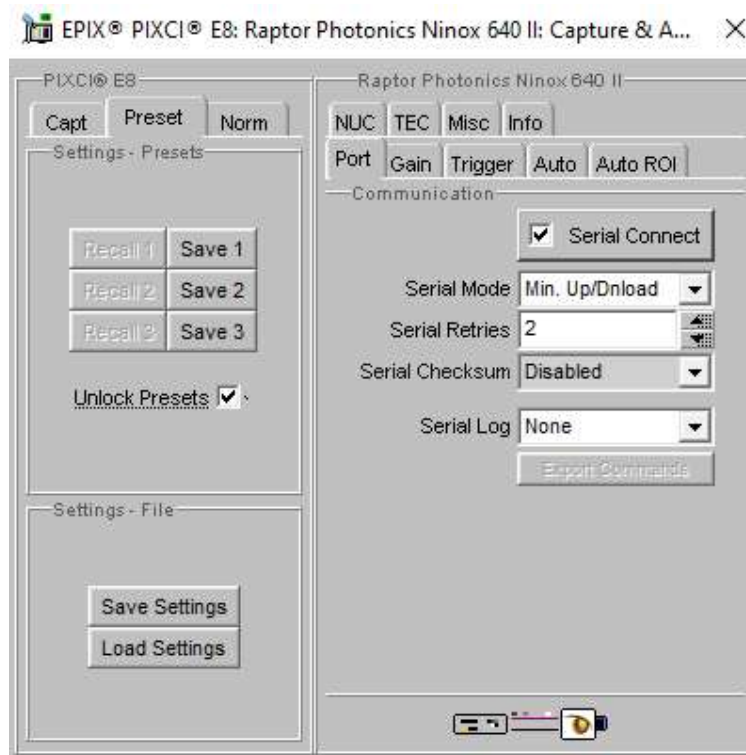 EPIX® PIXCI® E8: Raptor Photonics Ninox 640 II: Capture & A...
PIXCI® E8
Capt Preset Norm
Settings - Presets
Recall 1 Save 1
Recall 2 Save 2
Recall 3 Save 3
Unlock Presets
Settings - File
Save Settings
Load Settings
Raptor Photonics Ninox 640 II
NUC TEC Misc Info
Port Gain Trigger Auto Auto ROI
Communication
Serial Connect
Serial Mode Min. Up/Dnload
Serial Retries 2
Serial Checksum Disabled
Serial Log None
Export Commands